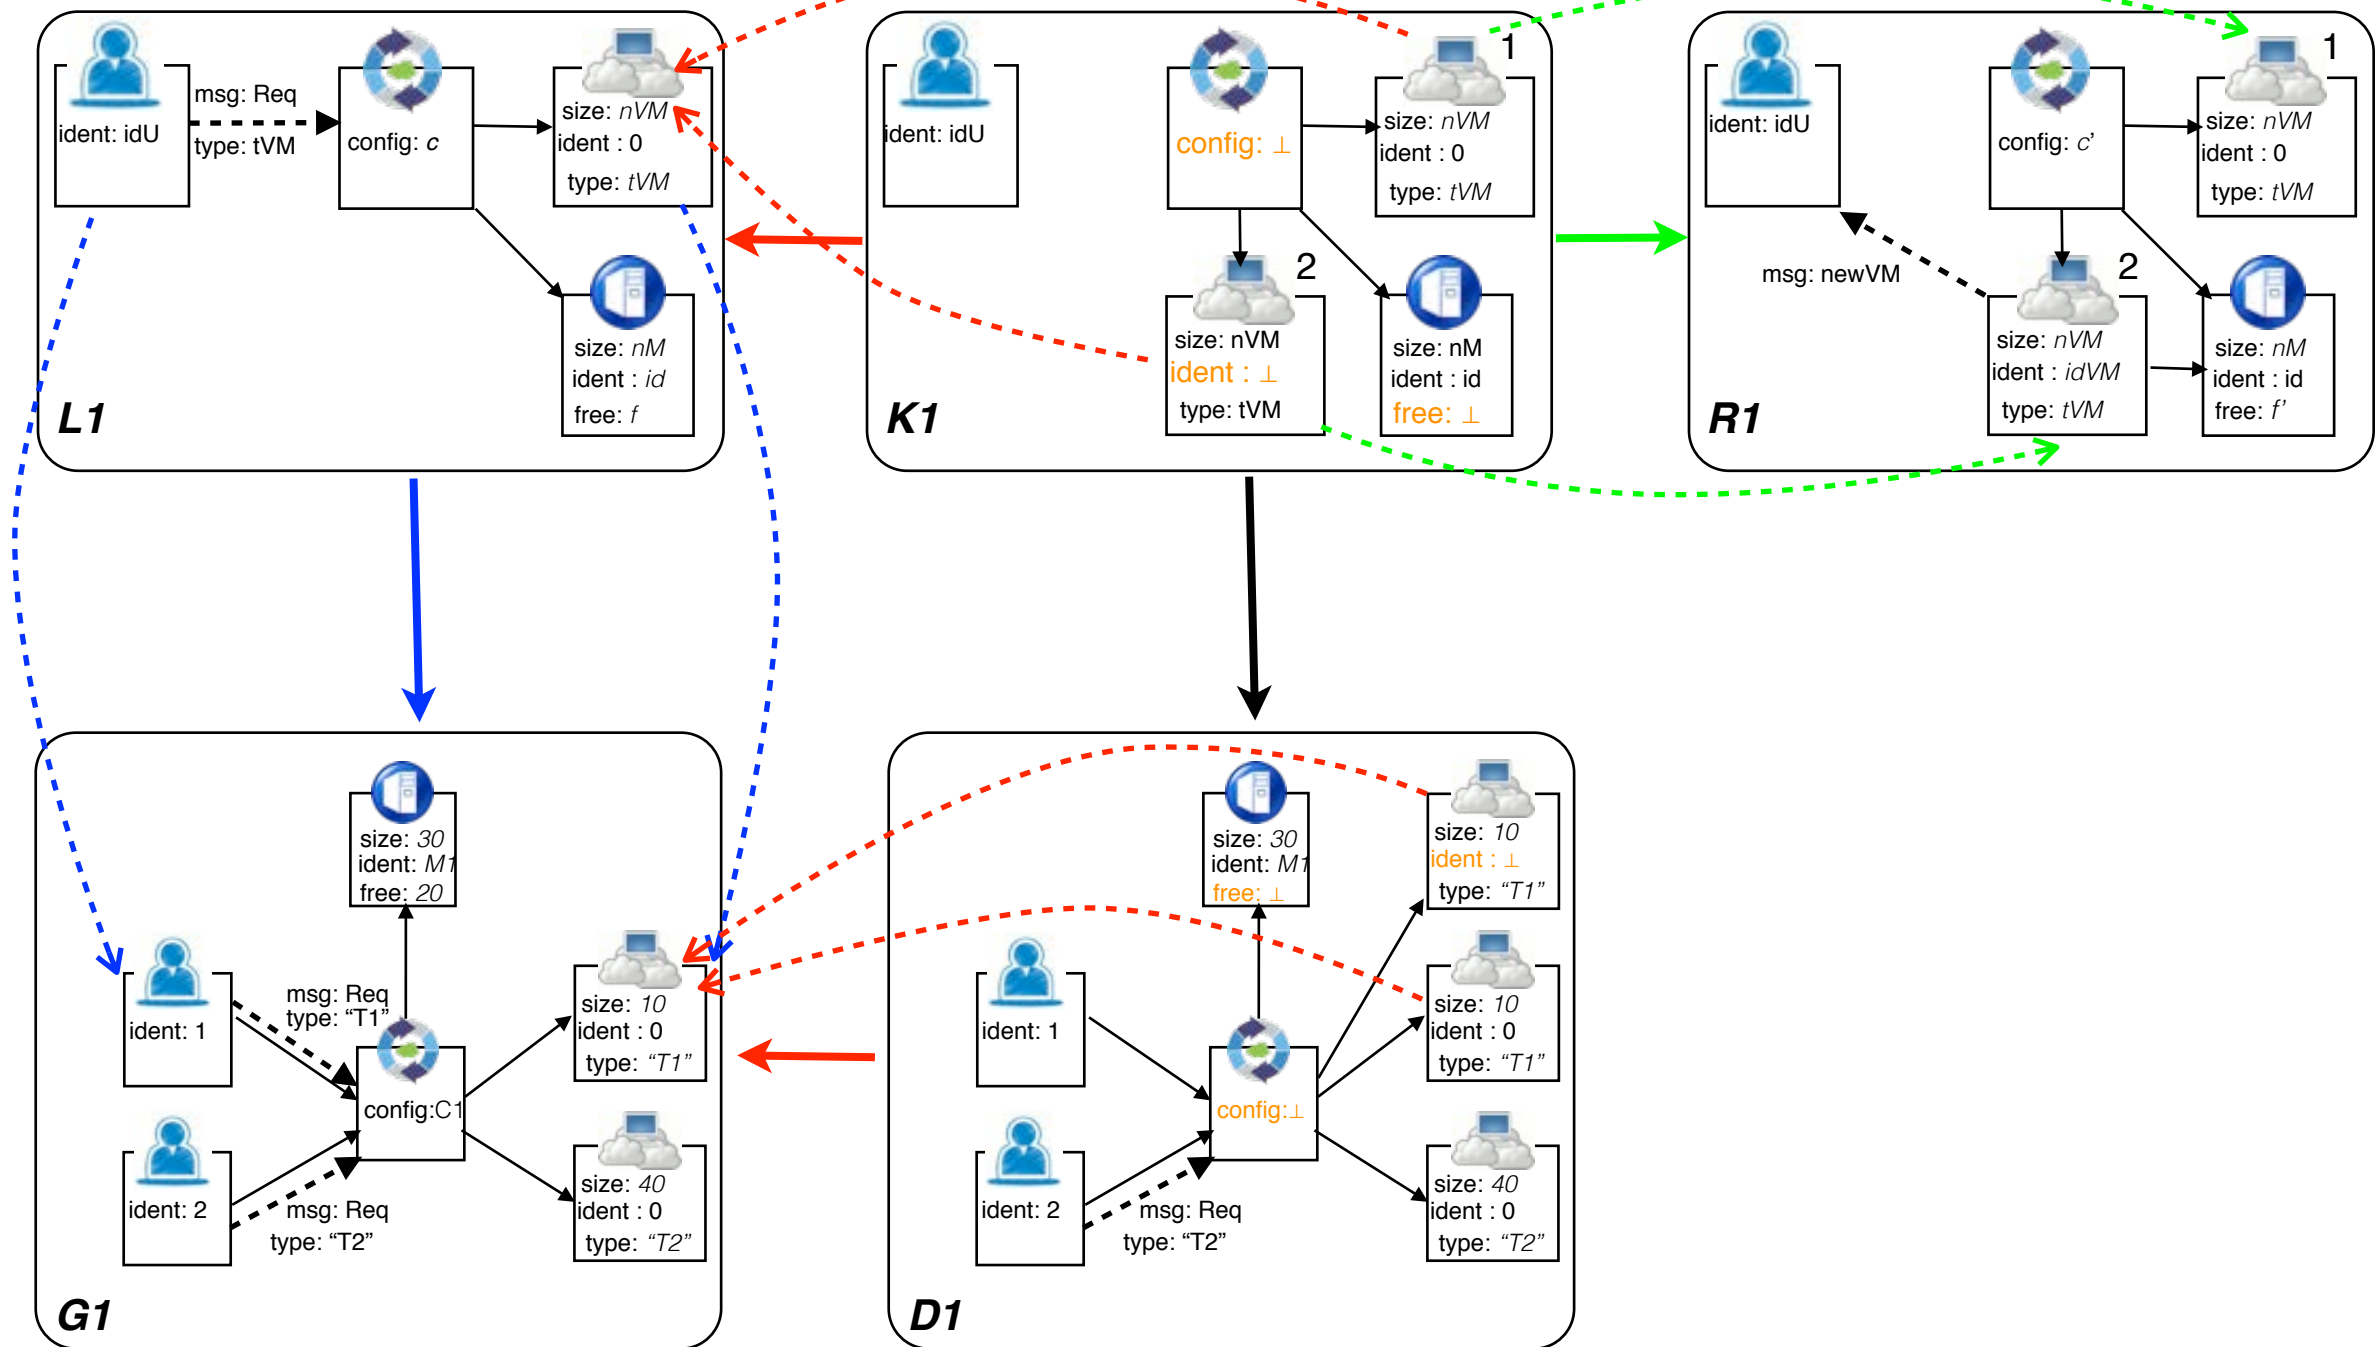 msg: Req
ident: idU
type: tVM
config: c
size: nVM
ident : 0
type: tVM
size: nM
ident : id
free: f
L1
ident: idU
config: ⊥
1
size: nVM
ident : 0
type: tVM
2
size: nVM
ident : ⊥
type: tVM
size: nM
ident : id
free: ⊥
K1
ident: idU
config: c’
1
size: nVM
ident : 0
type: tVM
msg: newVM
2
size: nVM
ident : idVM
type: tVM
size: nM
ident : id
free: f’
R1
size: 30
ident: M1
free: 20
msg: Req
type: “T1”
ident: 1
size: 10
ident : 0
type: “T1”
config:C1
ident: 2
msg: Req
type: “T2”
size: 40
ident : 0
type: “T2”
G1
size: 30
ident: M1
free: ⊥
size: 10
ident : ⊥
type: “T1”
ident: 1
size: 10
ident : 0
type: “T1”
config:⊥
ident: 2
msg: Req
type: “T2”
size: 40
ident : 0
type: “T2”
D1